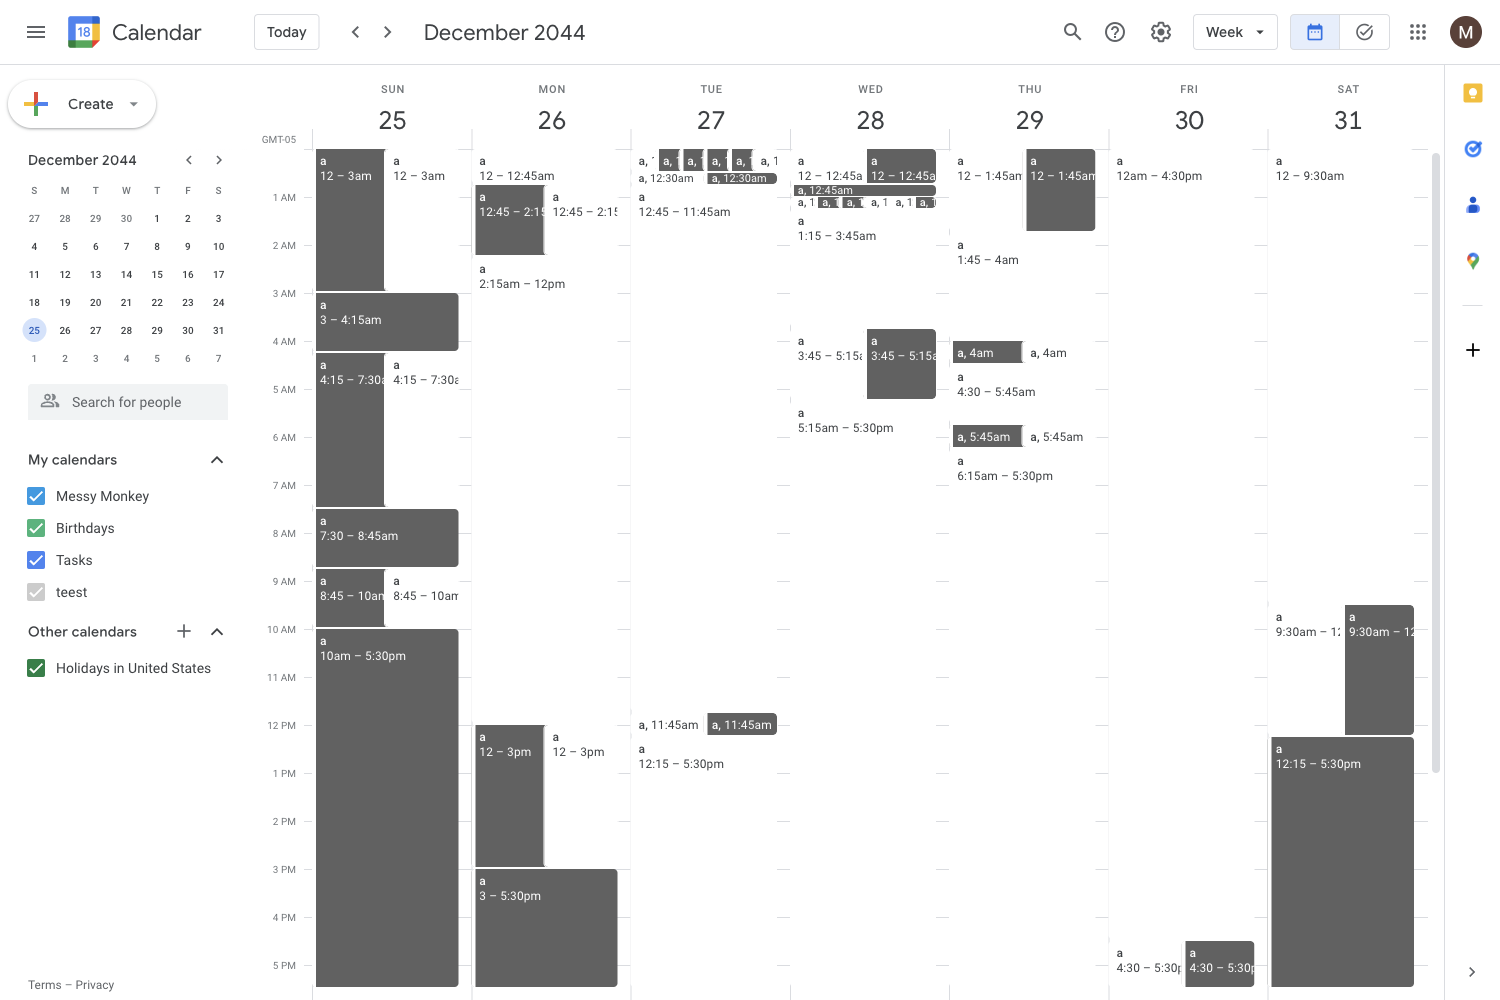 18 Calendar
Today
December 2044
Week
M
Create
December 2044
S M T W T F S
27 28 29 30 1 2 3
4 5 6 7 8 9 10
11 12 13 14 15 16 17
18 19 20 21 22 23 24
25 26 27 28 29 30 31
1 2 3 4 5 6 7
Search for people
My calendars
Messy Monkey
Birthdays
Tasks
teest
Other calendars
Holidays in United States
Terms – Privacy
GMT-05
1 AM
2 AM
3 AM
4 AM
5 AM
6 AM
7 AM
8 AM
9 AM
10 AM
11 AM
12 PM
1 PM
2 PM
3 PM
4 PM
5 PM
SUN
25
a
12 – 3am
a
12 – 3am
a
3 – 4:15am
a
4:15 – 7:30a
a
4:15 – 7:30a
a
7:30 – 8:45am
a
8:45 – 10am
a
8:45 – 10am
a
10am – 5:30pm
MON
26
a
12 – 12:45am
a
12:45 – 2:15
a
12:45 – 2:15
a
2:15am – 12pm
a
12 – 3pm
a
12 – 3pm
a
3 – 5:30pm
TUE
27
a, 1
a, 1
a, 1
a, 1
a, 1
a, 1
a, 12:30am
a, 12:30am
a
12:45 – 11:45am
a, 11:45am
a, 11:45am
a
12:15 – 5:30pm
WED
28
a
12 – 12:45a
a
12 – 12:45a
a, 12:45am
a, 1
a, 1
a, 1
a, 1
a, 1
a, 1
a
1:15 – 3:45am
a
3:45 – 5:15a
a
3:45 – 5:15a
a
5:15am – 5:30pm
THU
29
a
12 – 1:45am
a
12 – 1:45am
a
1:45 – 4am
a, 4am
a, 4am
a
4:30 – 5:45am
a, 5:45am
a, 5:45am
a
6:15am – 5:30pm
FRI
30
a
12am – 4:30pm
a
4:30 – 5:30p
a
4:30 – 5:30p
SAT
31
a
12 – 9:30am
a
9:30am – 12
a
9:30am – 12
a
12:15 – 5:30pm